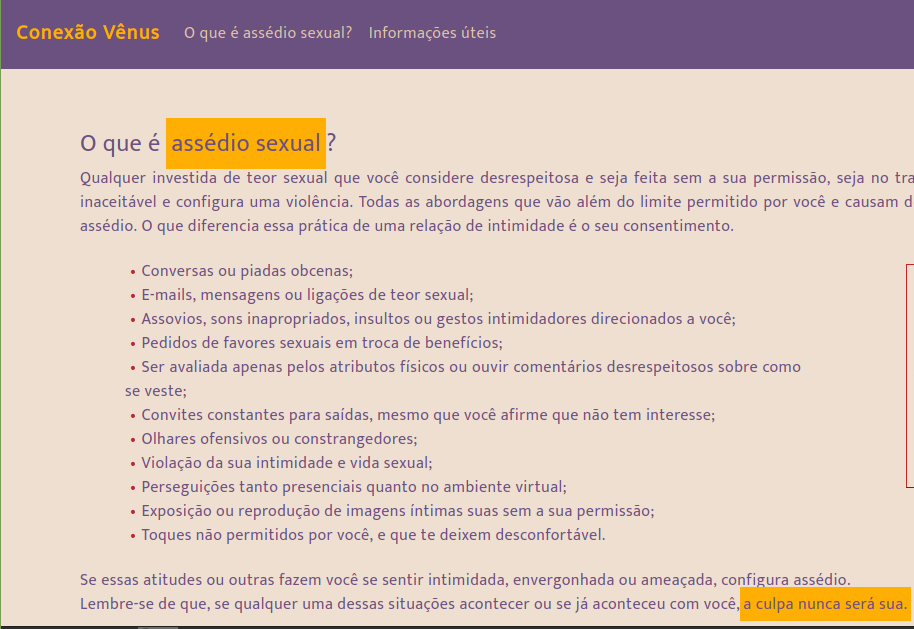 Conexão Vênus O que é assédio sexual? Informações úteis
O que é assédio sexual ?
Qualquer investida de teor sexual que você considere desrespeitosa e seja feita sem a sua permissão, seja no
inaceitável e configura uma violência. Todas as abordagens que vão além do limite permitido por você e causam
assédio. O que diferencia essa prática de uma relação de intimidade é o seu consentimento.
• Conversas ou piadas obcenas;
• E-mails, mensagens ou ligações de teor sexual;
• Assovios, sons inapropriados, insultos ou gestos intimidadores direcionados a você;
• Pedidos de favores sexuais em troca de benefícios;
• Ser avaliada apenas pelos atributos físicos ou ouvir comentários desrespeitosos sobre como
se veste;
• Convites constantes para saídas, mesmo que você afirme que não tem interesse;
• Olhares ofensivos ou constrangedores;
• Violação da sua intimidade e vida sexual;
• Perseguições tanto presenciais quanto no ambiente virtual;
• Exposição ou reprodução de imagens íntimas suas sem a sua permissão;
• Toques não permitidos por você, e que te deixem desconfortável.
Se essas atitudes ou outras fazem você se sentir intimidada, envergonhada ou ameaçada, configura assédio.
Lembre-se de que, se qualquer uma dessas situações acontecer ou se já aconteceu com você, a culpa nunca será sua.